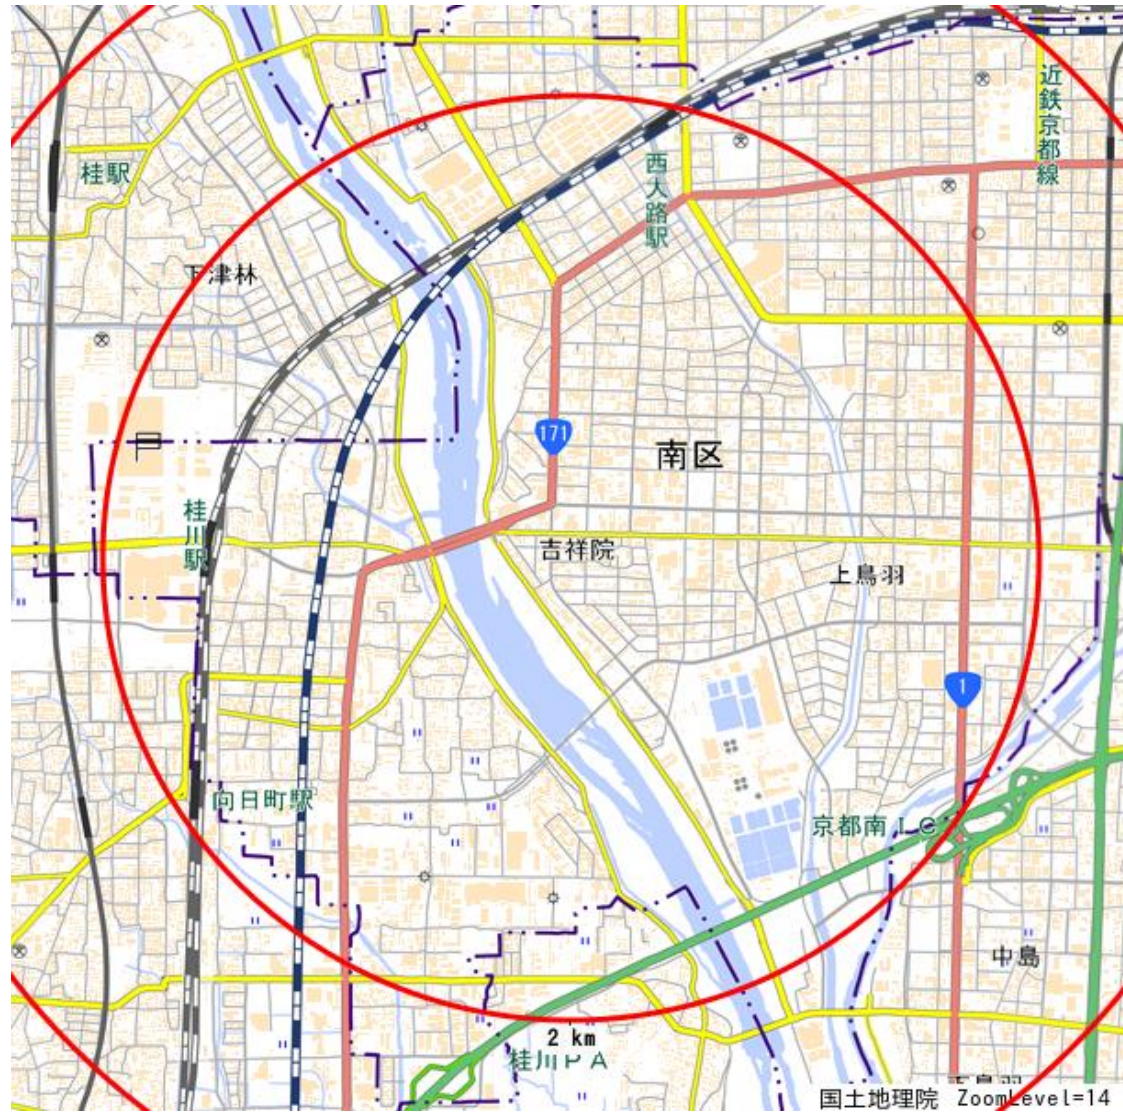 近鉄京都線
桂駅
西大路駅
下津林
171
南区
桂川駅
吉祥院
上鳥羽
1
向日町駅
京都南IC
中島
2 km
桂川PA
国土地理院 ZoomLevel=14